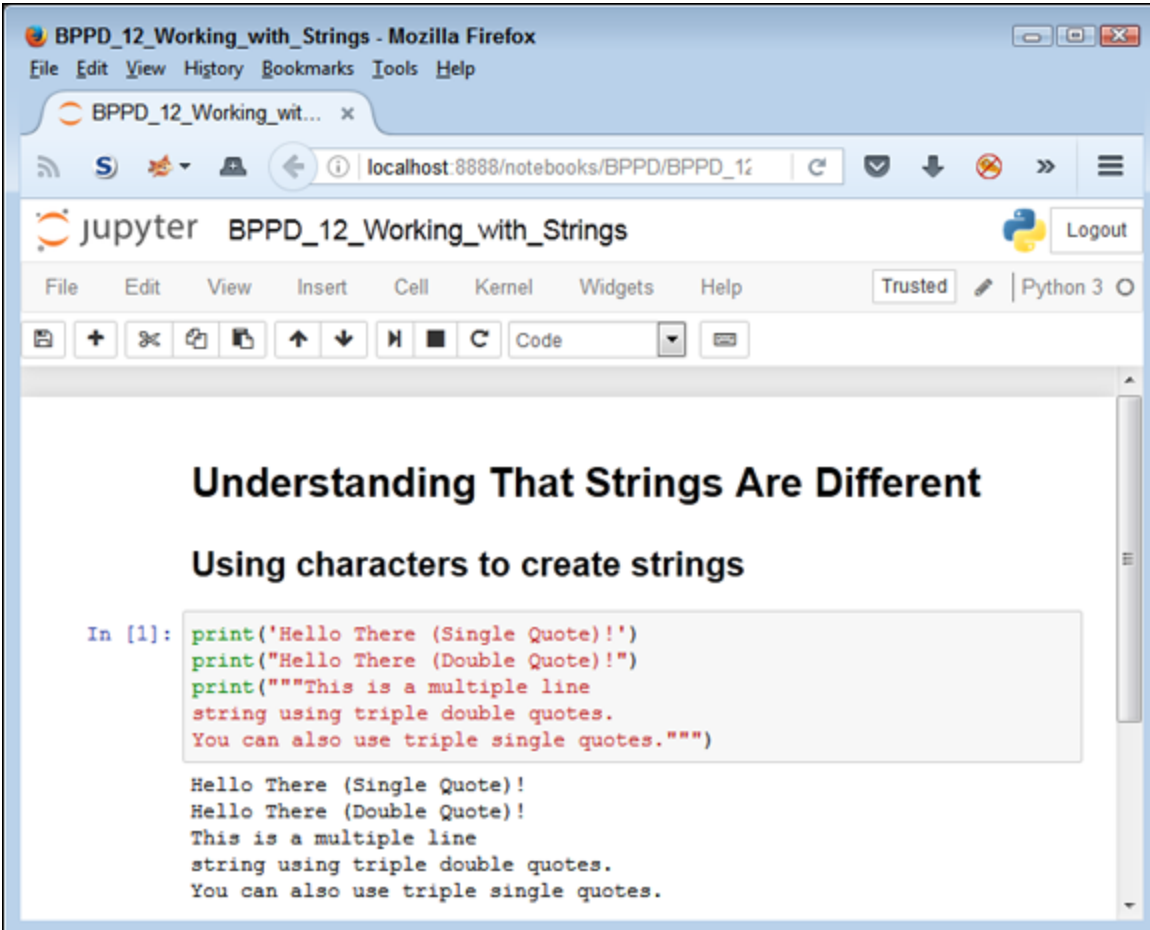 BPPD_12_Working_with_Strings - Mozilla Firefox
File Edit View History Bookmarks Tools Help
BPPD_12_Working_wit... ×
S
localhost:8888/notebooks/BPPD/BPPD_12
jupyter BPPD_12_Working_with_Strings Logout
File Edit View Insert Cell Kernel Widgets Help Trusted Python 3
Code
Understanding That Strings Are Different
Using characters to create strings
In [1]: print('Hello There (Single Quote)!')
print("Hello There (Double Quote)!")
print("""This is a multiple line
string using triple double quotes.
You can also use triple single quotes.""")
Hello There (Single Quote)!
Hello There (Double Quote)!
This is a multiple line
string using triple double quotes.
You can also use triple single quotes.